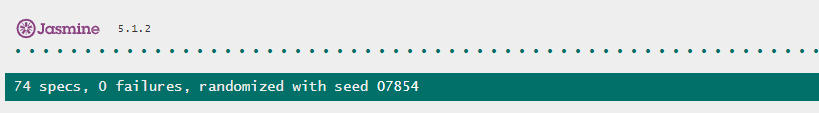 Jasmine 5.1.2
74 specs, 0 failures, randomized with seed 07854